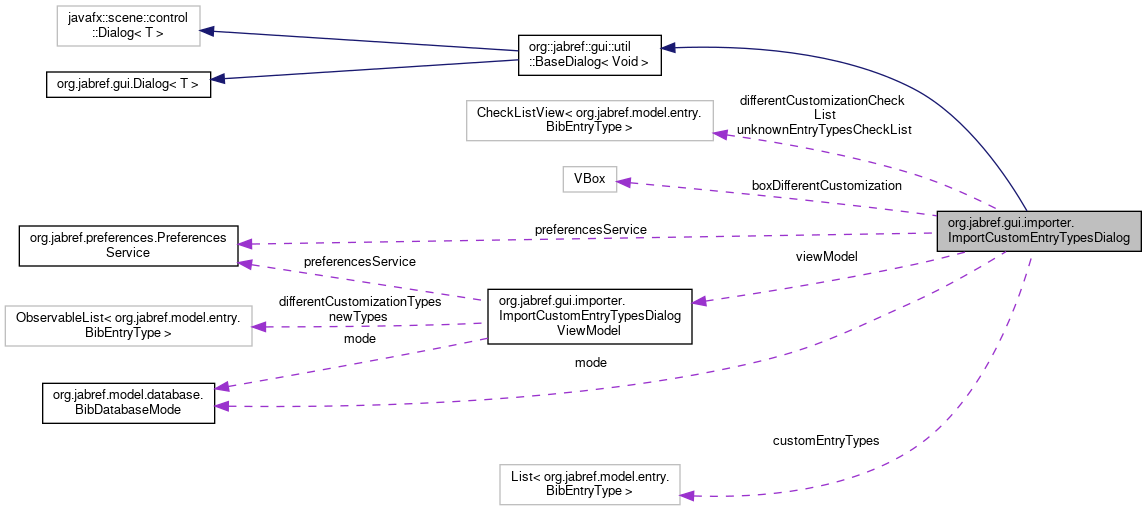 javafx::scene::control
::Dialog< T >
org.jabref.gui.Dialog< T >
org::jabref::gui::util
::BaseDialog< Void >
CheckListView< org.jabref.model.entry.
BibEntryType >
differentCustomizationCheck
List
unknownEntryTypesCheckList
VBox
boxDifferentCustomization
org.jabref.gui.importer.
ImportCustomEntryTypesDialog
org.jabref.preferences.Preferences
Service
preferencesService
preferencesService
viewModel
ObservableList< org.jabref.model.entry.
BibEntryType >
differentCustomizationTypes
newTypes
org.jabref.gui.importer.
ImportCustomEntryTypesDialog
ViewModel
mode
mode
org.jabref.model.database.
BibDatabaseMode
customEntryTypes
List< org.jabref.model.entry.
BibEntryType >